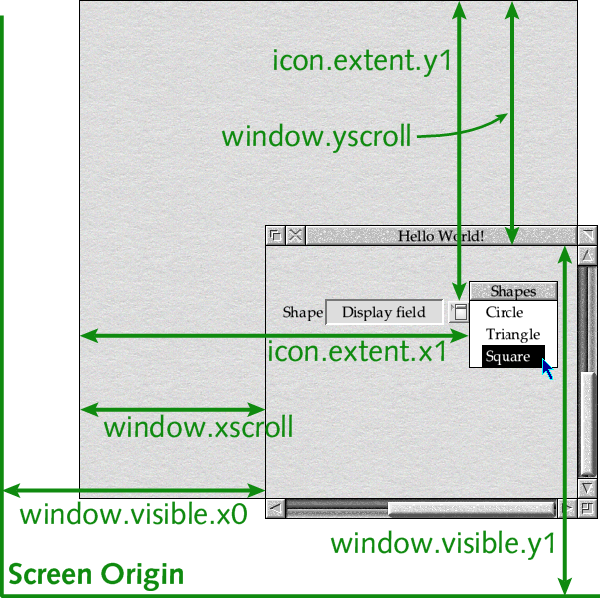 icon.extent.y1
window.yscroll
Hello World!
Shapes
Shape Display field
Circle
Triangle
icon.extent.x1
Square
window.xscroll
window.visible.x0
window.visible.y1
Screen Origin